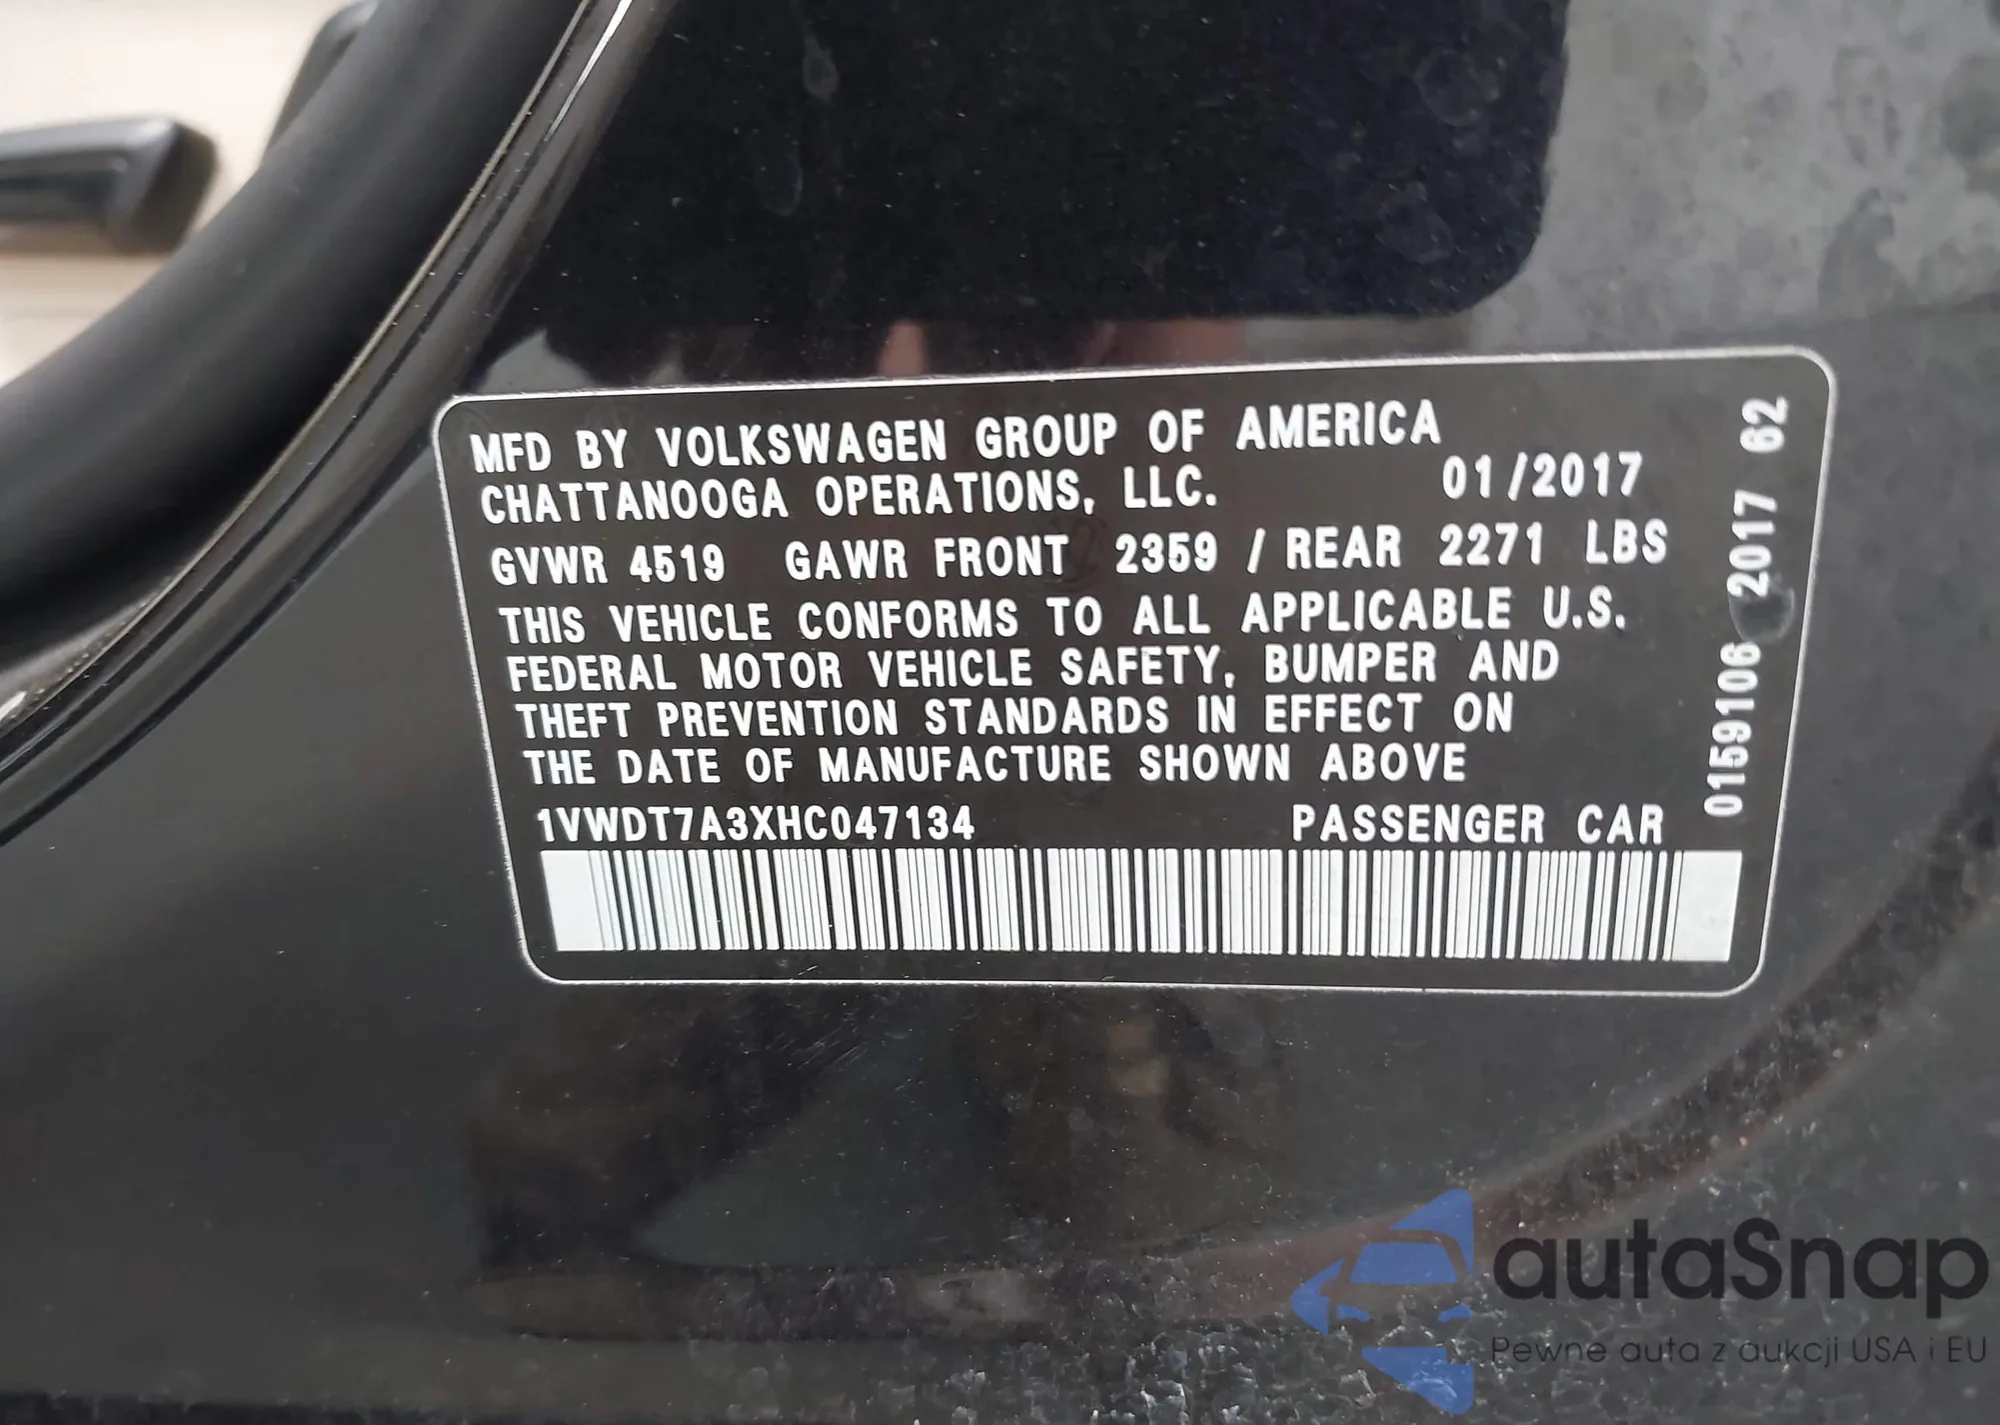 MFD BY VOLKSWAGEN GROUP OF AMERICA
CHATTANOOGA OPERATIONS, LLC. 01/2017
GVWR 4519 GAWR FRONT 2359 / REAR 2271 LBS
THIS VEHICLE CONFORMS TO ALL APPLICABLE U.S.
FEDERAL MOTOR VEHICLE SAFETY, BUMPER AND
THEFT PREVENTION STANDARDS IN EFFECT ON
THE DATE OF MANUFACTURE SHOWN ABOVE
1VWDT7A3XHC047134 PASSENGER CAR
0159106 2017 62
autaSnap
Pewne auta z aukcji USA i EU